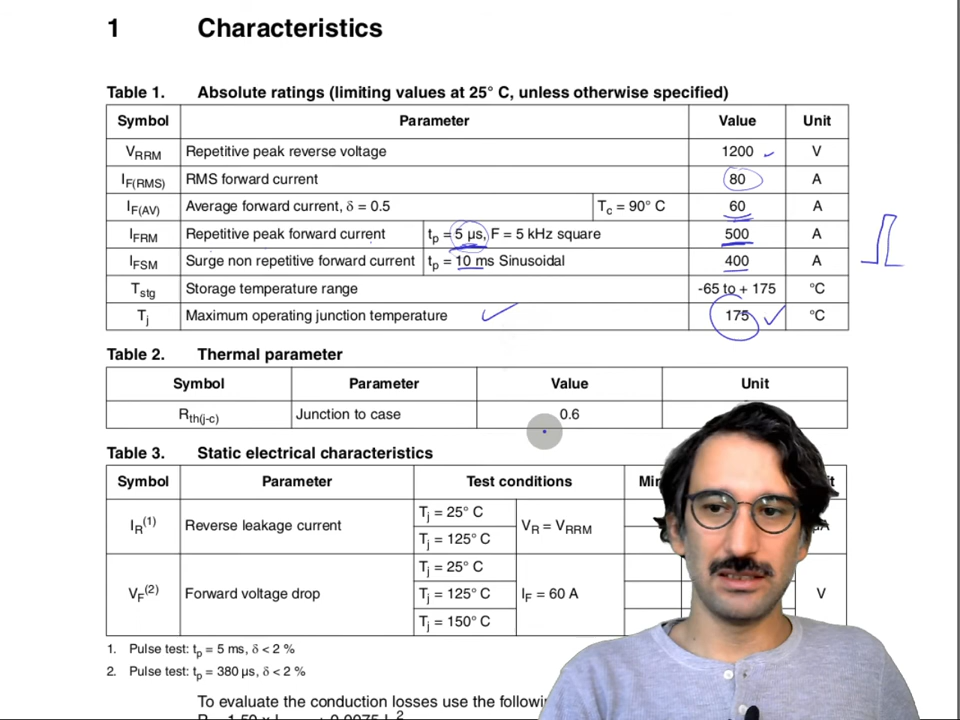 1 Characteristics
Table 1. Absolute ratings (limiting values at 25° C, unless otherwise specified)
Symbol Parameter Value Unit
VRRM Repetitive peak reverse voltage 1200 V
IF(RMS) RMS forward current 80 A
IF(AV) Average forward current, δ = 0.5 Tc = 90° C 60 A
IFRM Repetitive peak forward current tp = 5 µs, F = 5 kHz square 500 A
IFSM Surge non repetitive forward current tp = 10 ms Sinusoidal 400 A
Tstg Storage temperature range -65 to + 175 °C
Tj Maximum operating junction temperature 175 °C
Table 2. Thermal parameter
Symbol Parameter Value Unit
Rth(j-c) Junction to case 0.6
Table 3. Static electrical characteristics
Symbol Parameter Test conditions
IR(1) Reverse leakage current Tj = 25° C VR = VRRM
Tj = 125° C
VF(2) Forward voltage drop Tj = 25° C IF = 60 A V
Tj = 125° C
Tj = 150° C
1. Pulse test: tp = 5 ms, δ < 2 %
2. Pulse test: tp = 380 µs, δ < 2 %
To evaluate the conduction losses use the